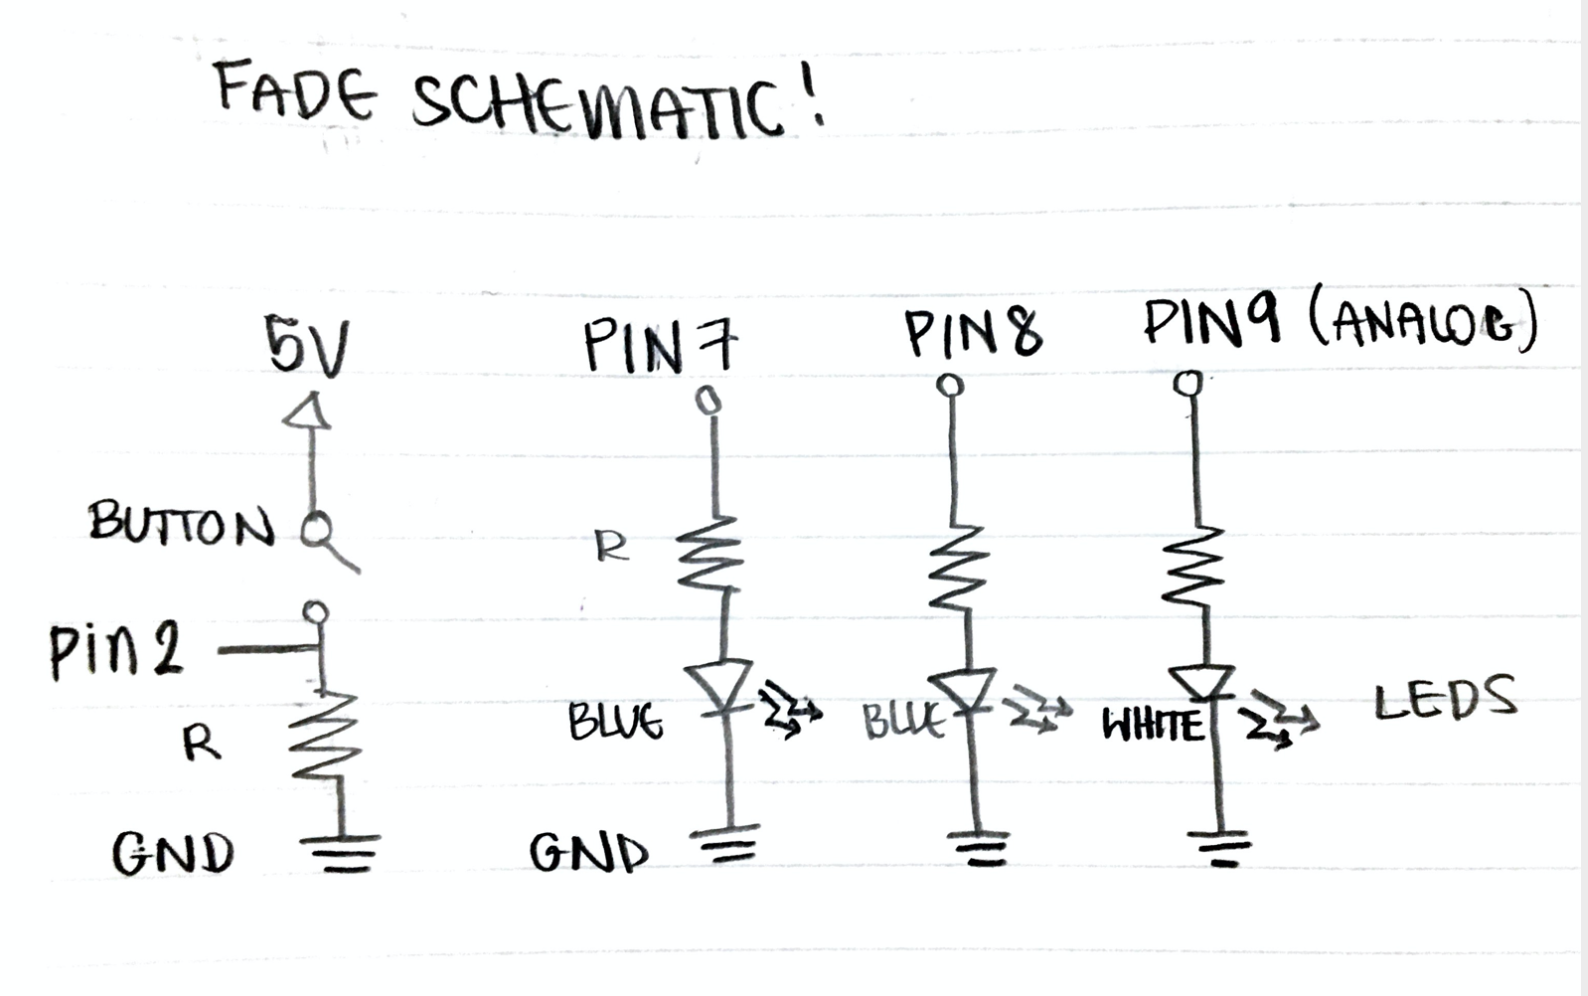 FADE SCHEMATIC!
5V
PIN 7
PIN 8
PIN 9 (ANALOG)
BUTTON
R
pin 2
R
BLUE
BLUE
WHITE
LEDS
GND
GND